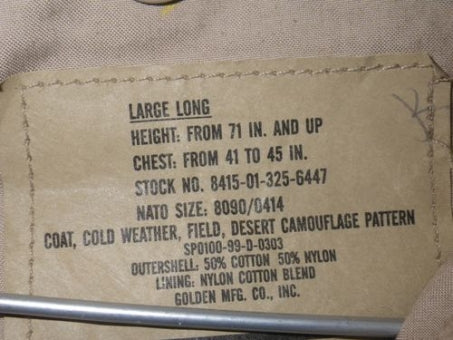 LARGE LONG
HEIGHT: FROM 71 IN. AND UP
CHEST: FROM 41 TO 45 IN.
STOCK NO. 8415-01-325-6447
NATO SIZE: 8090/0414
COAT, COLD WEATHER, FIELD, DESERT CAMOUFLAGE PATTERN
SP0100-99-D-0303
OUTERSHELL: 50% COTTON 50% NYLON
LINING: NYLON COTTON BLEND
GOLDEN MFG. CO., INC.